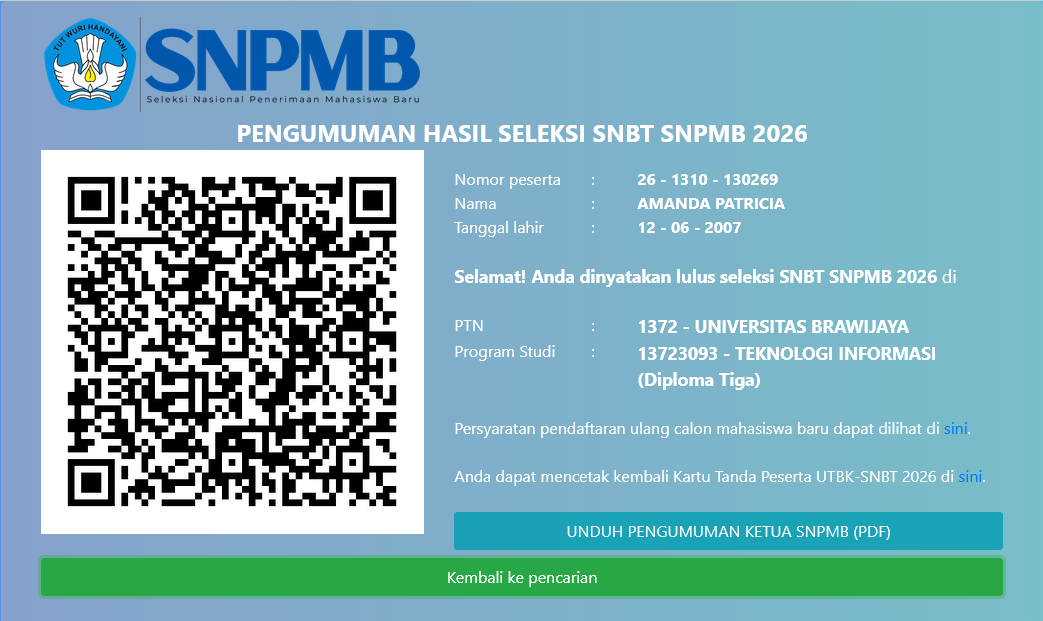 TUT WURI HANDAYANI
SNPMB
Seleksi Nasional Penerimaan Mahasiswa Baru
PENGUMUMAN HASIL SELEKSI SNBT SNPMB 2026
Nomor peserta : 26 - 1310 - 130269
Nama : AMANDA PATRICIA
Tanggal lahir : 12 - 06 - 2007
Selamat! Anda dinyatakan lulus seleksi SNBT SNPMB 2026 di
PTN : 1372 - UNIVERSITAS BRAWIJAYA
Program Studi : 13723093 - TEKNOLOGI INFORMASI
(Diploma Tiga)
Persyaratan pendaftaran ulang calon mahasiswa baru dapat dilihat di sini.
Anda dapat mencetak kembali Kartu Tanda Peserta UTBK-SNBT 2026 di sini.
UNDUH PENGUMUMAN KETUA SNPMB (PDF)
Kembali ke pencarian